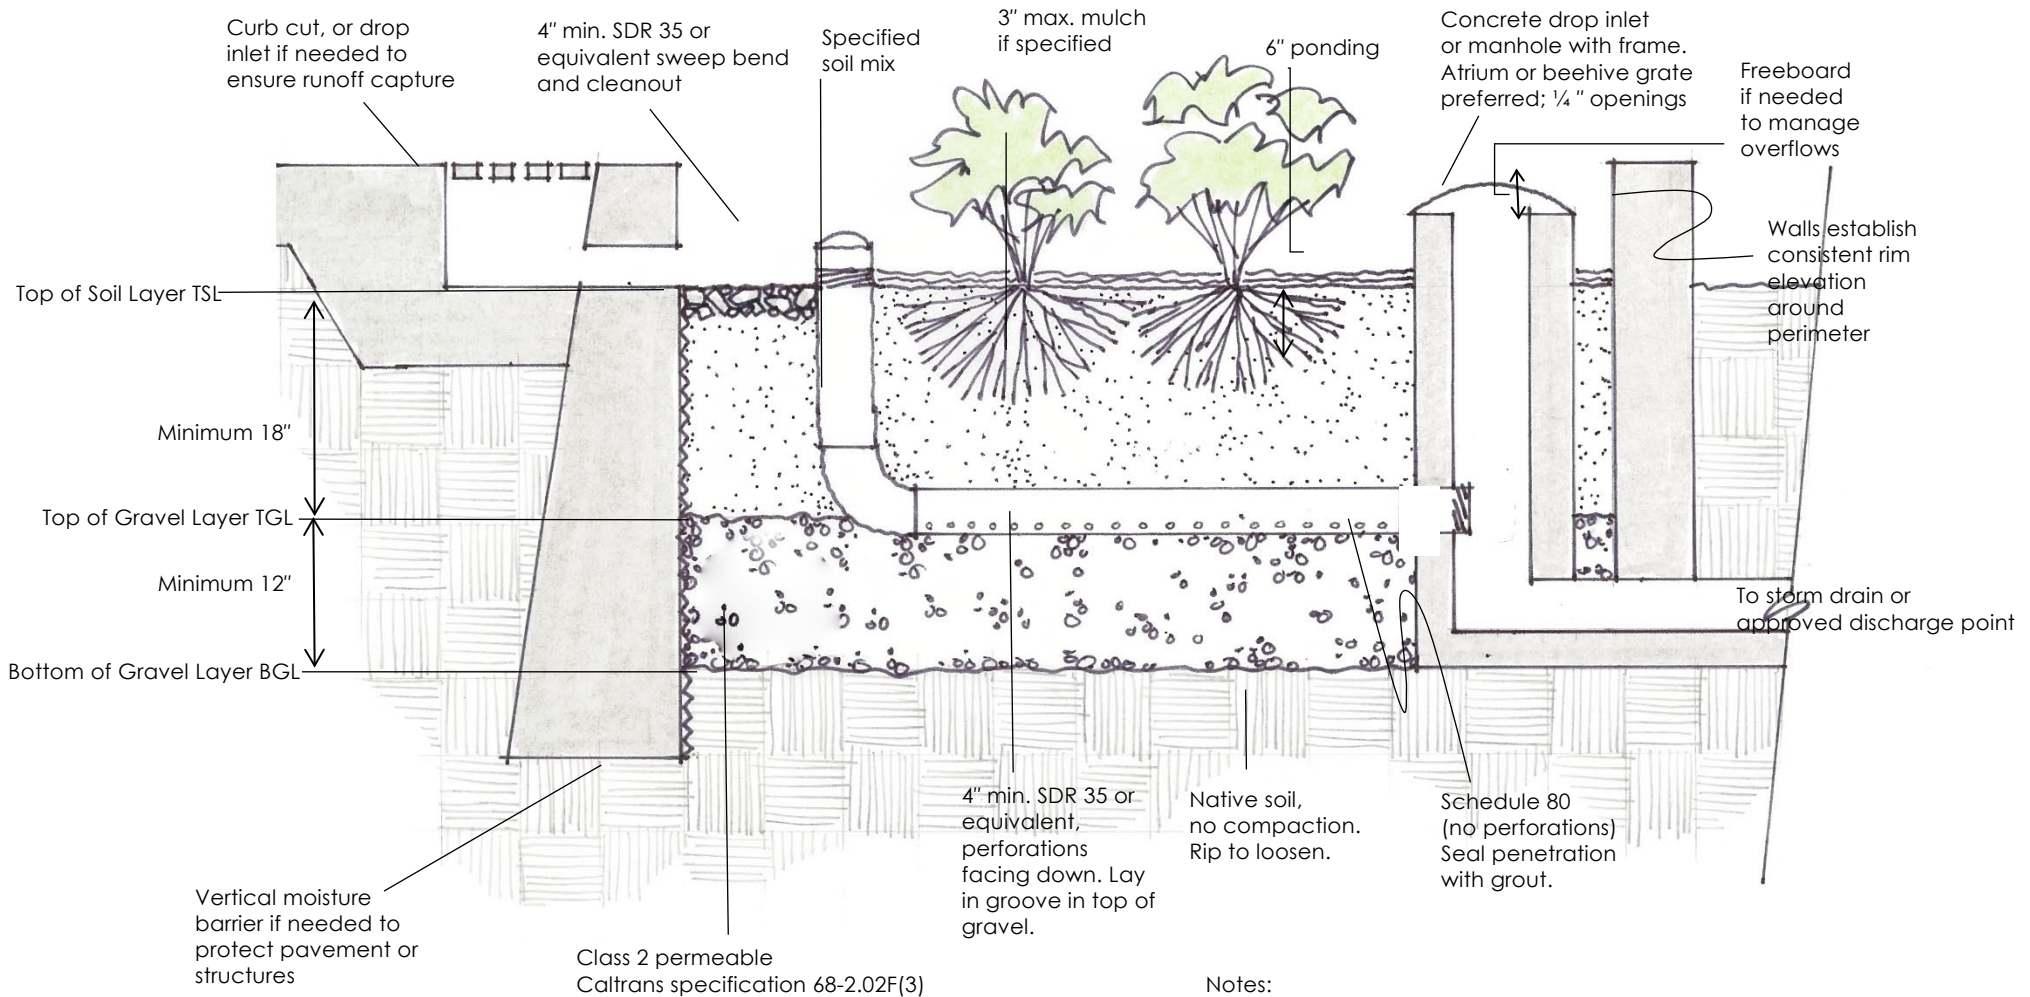 Curb cut, or drop
inlet if needed to
ensure runoff capture
4" min. SDR 35 or
equivalent sweep bend
and cleanout
Specified
soil mix
3" max. mulch
if specified
6" ponding
Concrete drop inlet
or manhole with frame.
Atrium or beehive grate
preferred; ¼ " openings
Freeboard
if needed
to manage
overflows
Walls establish
consistent rim
elevation
around
perimeter
Top of Soil Layer TSL
Minimum 18"
Top of Gravel Layer TGL
Minimum 12"
Bottom of Gravel Layer BGL
To storm drain or
approved discharge point
4" min. SDR 35 or
equivalent,
perforations
facing down. Lay
in groove in top of
gravel.
Native soil,
no compaction.
Rip to loosen.
Schedule 80
(no perforations)
Seal penetration
with grout.
Vertical moisture
barrier if needed to
protect pavement or
structures
Class 2 permeable
Caltrans specification 68-2.02F(3)
Notes: